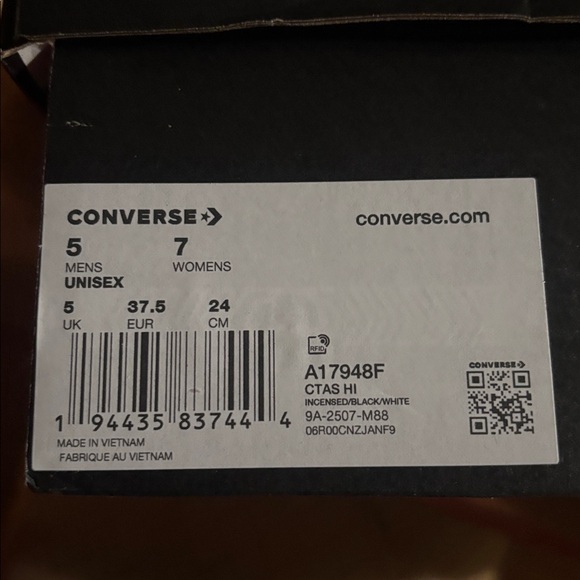 CONVERSE
converse.com
5 7
MENS WOMENS
UNISEX
5 37.5 24
UK EUR CM
RFID
A17948F
CTAS HI
INCENSED/BLACK/WHITE
9A-2507-M88
06R00CNZJANF9
CONVERSE
1 94435 83744 4
MADE IN VIETNAM
FABRIQUE AU VIETNAM